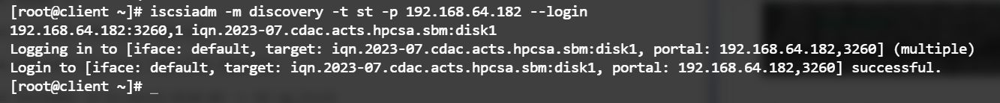 [root@client ~]# iscsiadm -m discovery -t st -p 192.168.64.182 --login
192.168.64.182:3260,1 iqn.2023-07.cdac.acts.hpcsa.sbm:disk1
Logging in to [iface: default, target: iqn.2023-07.cdac.acts.hpcsa.sbm:disk1, portal: 192.168.64.182,3260] (multiple)
Login to [iface: default, target: iqn.2023-07.cdac.acts.hpcsa.sbm:disk1, portal: 192.168.64.182,3260] successful.
[root@client ~]# _